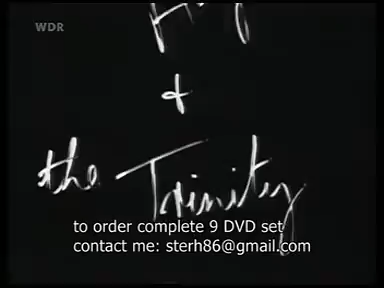 WDR
&
the Trinity
to order complete 9 DVD set
contact me: sterh86@gmail.com